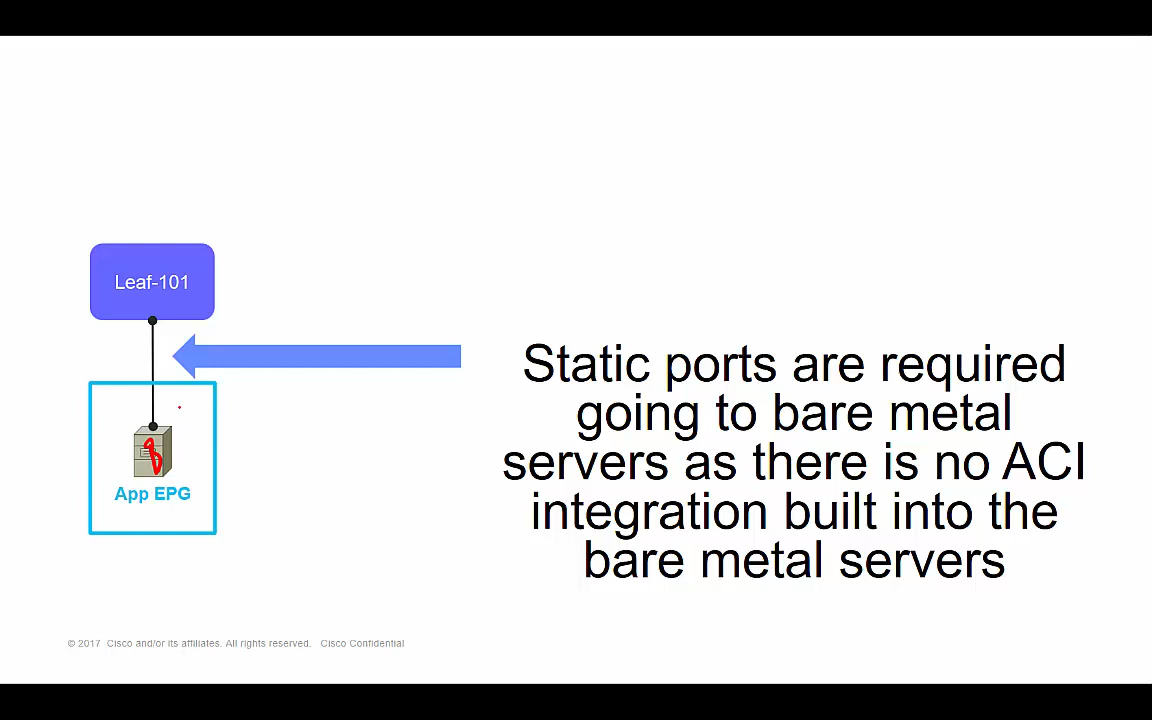 Leaf-101
Static ports are required
going to bare metal
servers as there is no ACI
integration built into the
bare metal servers
App EPG
© 2017 Cisco and/or its affiliates. All rights reserved. Cisco Confidential